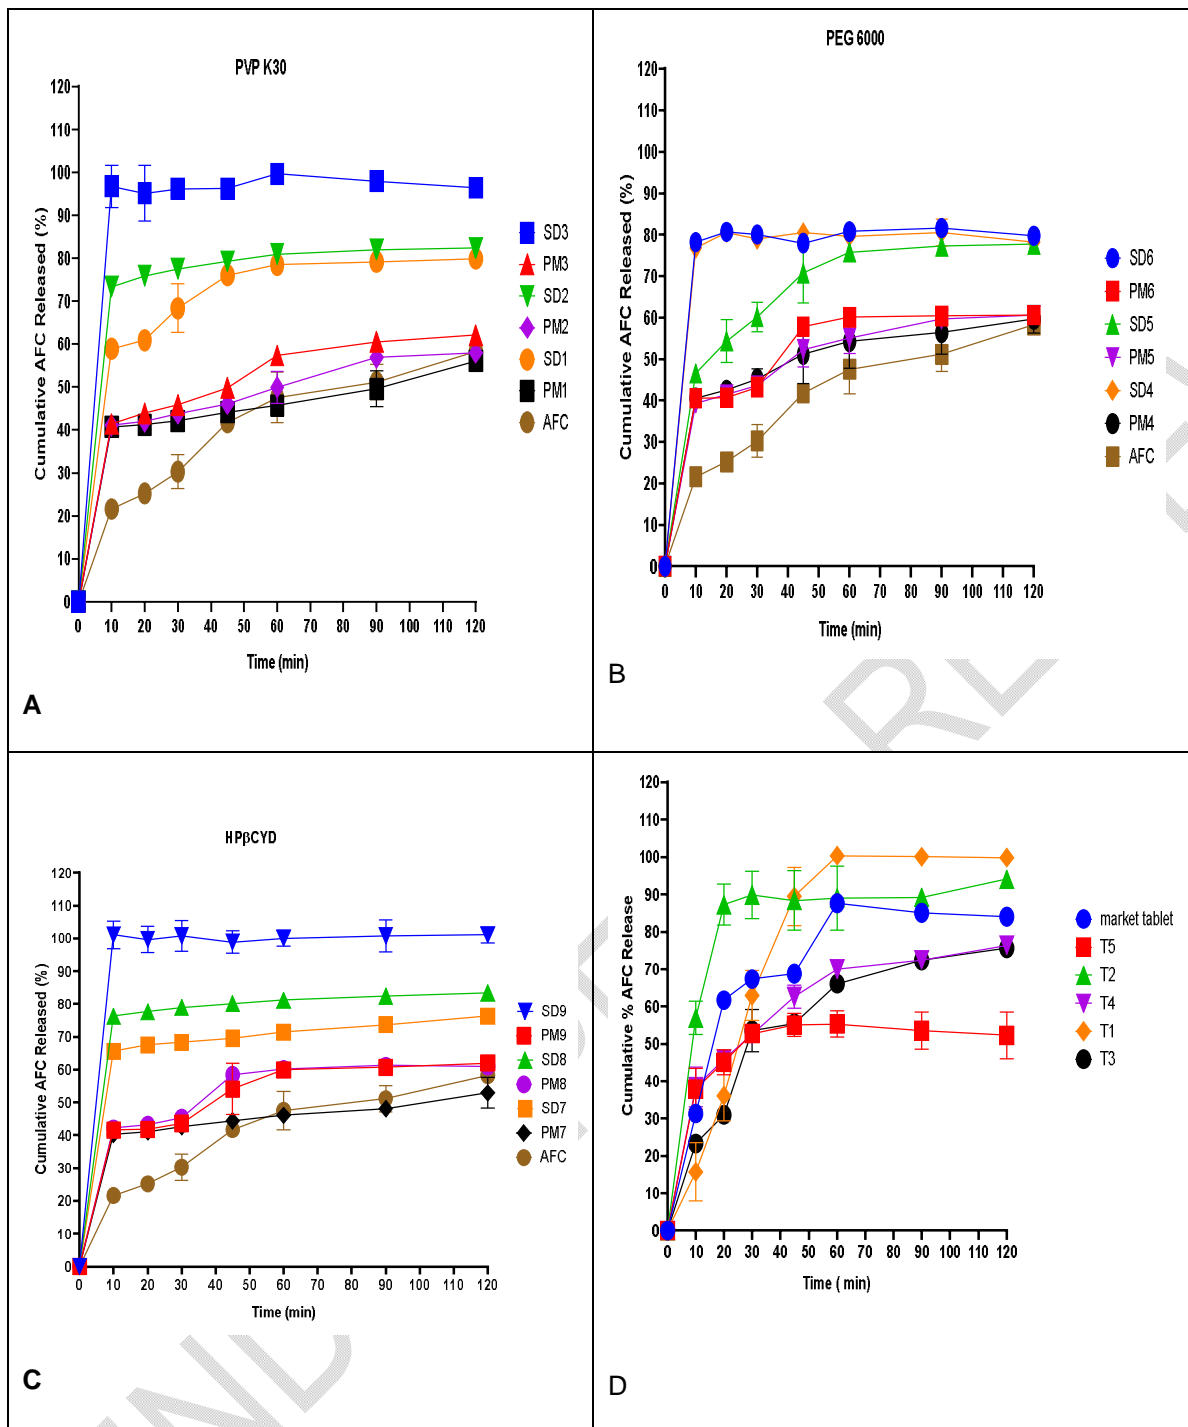 PVP K30
120
110
100
90
80
70
60
50
40
30
20
10
0
Cumulative AFC Released (%)
0 10 20 30 40 50 60 70 80 90 100 110 120
Time (min)
SD3
PM3
SD2
PM2
SD1
PM1
AFC
A
PEG 6000
120
110
100
90
80
70
60
50
40
30
20
10
0
Cumulative AFC Released (%)
0 10 20 30 40 50 60 70 80 90 100 110 120
Time (min)
SD6
PM6
SD5
PM5
SD4
PM4
AFC
B
HPβCYD
120
110
100
90
80
70
60
50
40
30
20
10
0
Cumulative AFC Released (%)
0 10 20 30 40 50 60 70 80 90 100 110 120
Time (min)
SD9
PM9
SD8
PM8
SD7
PM7
AFC
C
120
110
100
90
80
70
60
50
40
30
20
10
0
Cumulative % AFC Release
0 10 20 30 40 50 60 70 80 90 100 110 120
Time ( min)
market tablet
T5
T2
T4
T1
T3
D